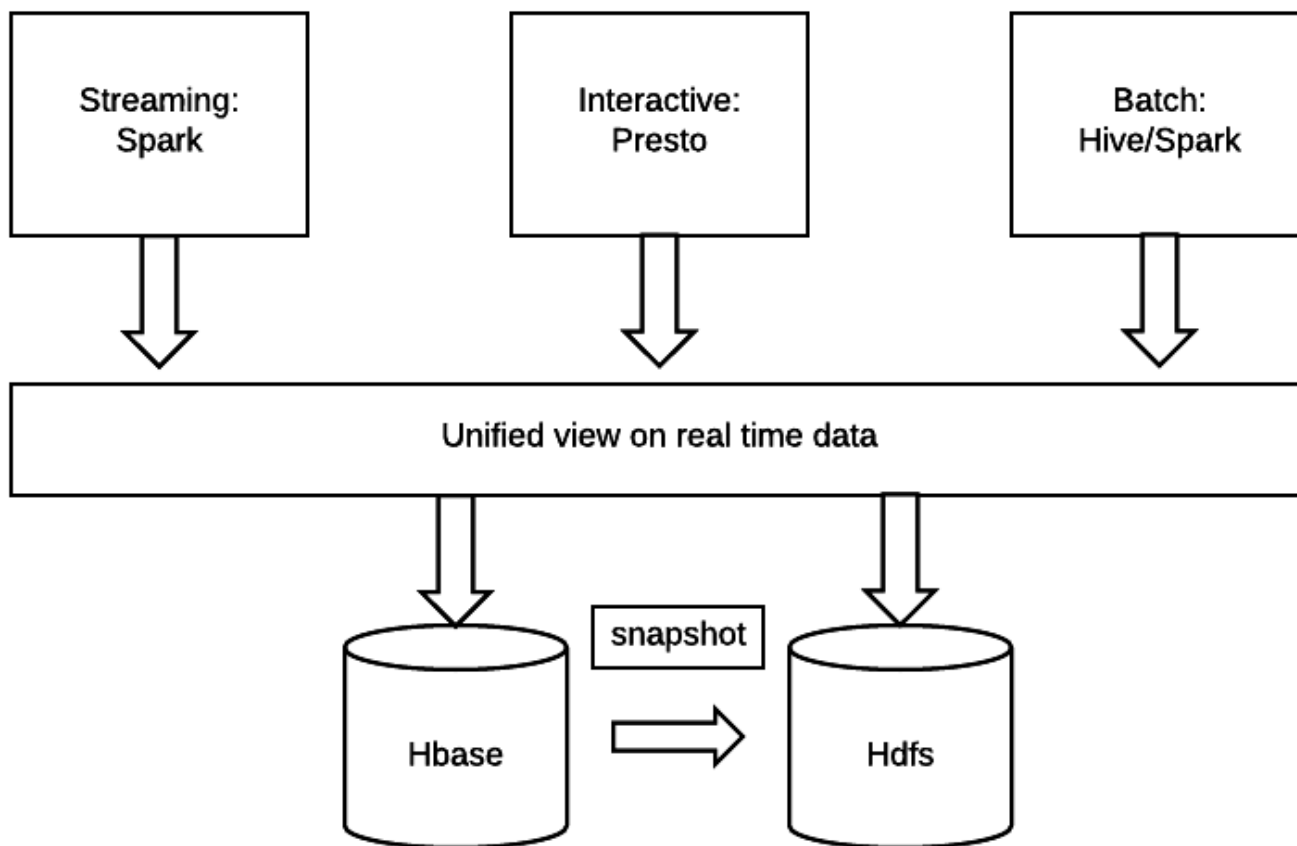 Streaming:
Spark
Interactive:
Presto
Batch:
Hive/Spark
Unified view on real time data
snapshot
Hbase
Hdfs